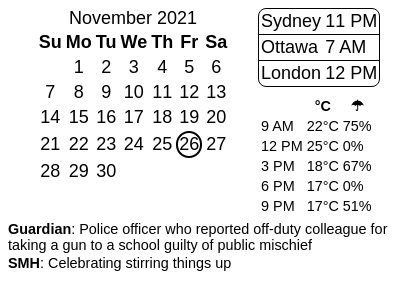 November 2021
Su Mo Tu We Th Fr Sa
1 2 3 4 5 6
7 8 9 10 11 12 13
14 15 16 17 18 19 20
21 22 23 24 25 26 27
28 29 30
Sydney 11 PM
Ottawa 7 AM
London 12 PM
°C ☂
9 AM 22°C 75%
12 PM 25°C 0%
3 PM 18°C 67%
6 PM 17°C 0%
9 PM 17°C 51%
Guardian: Police officer who reported off-duty colleague for
taking a gun to a school guilty of public mischief
SMH: Celebrating stirring things up